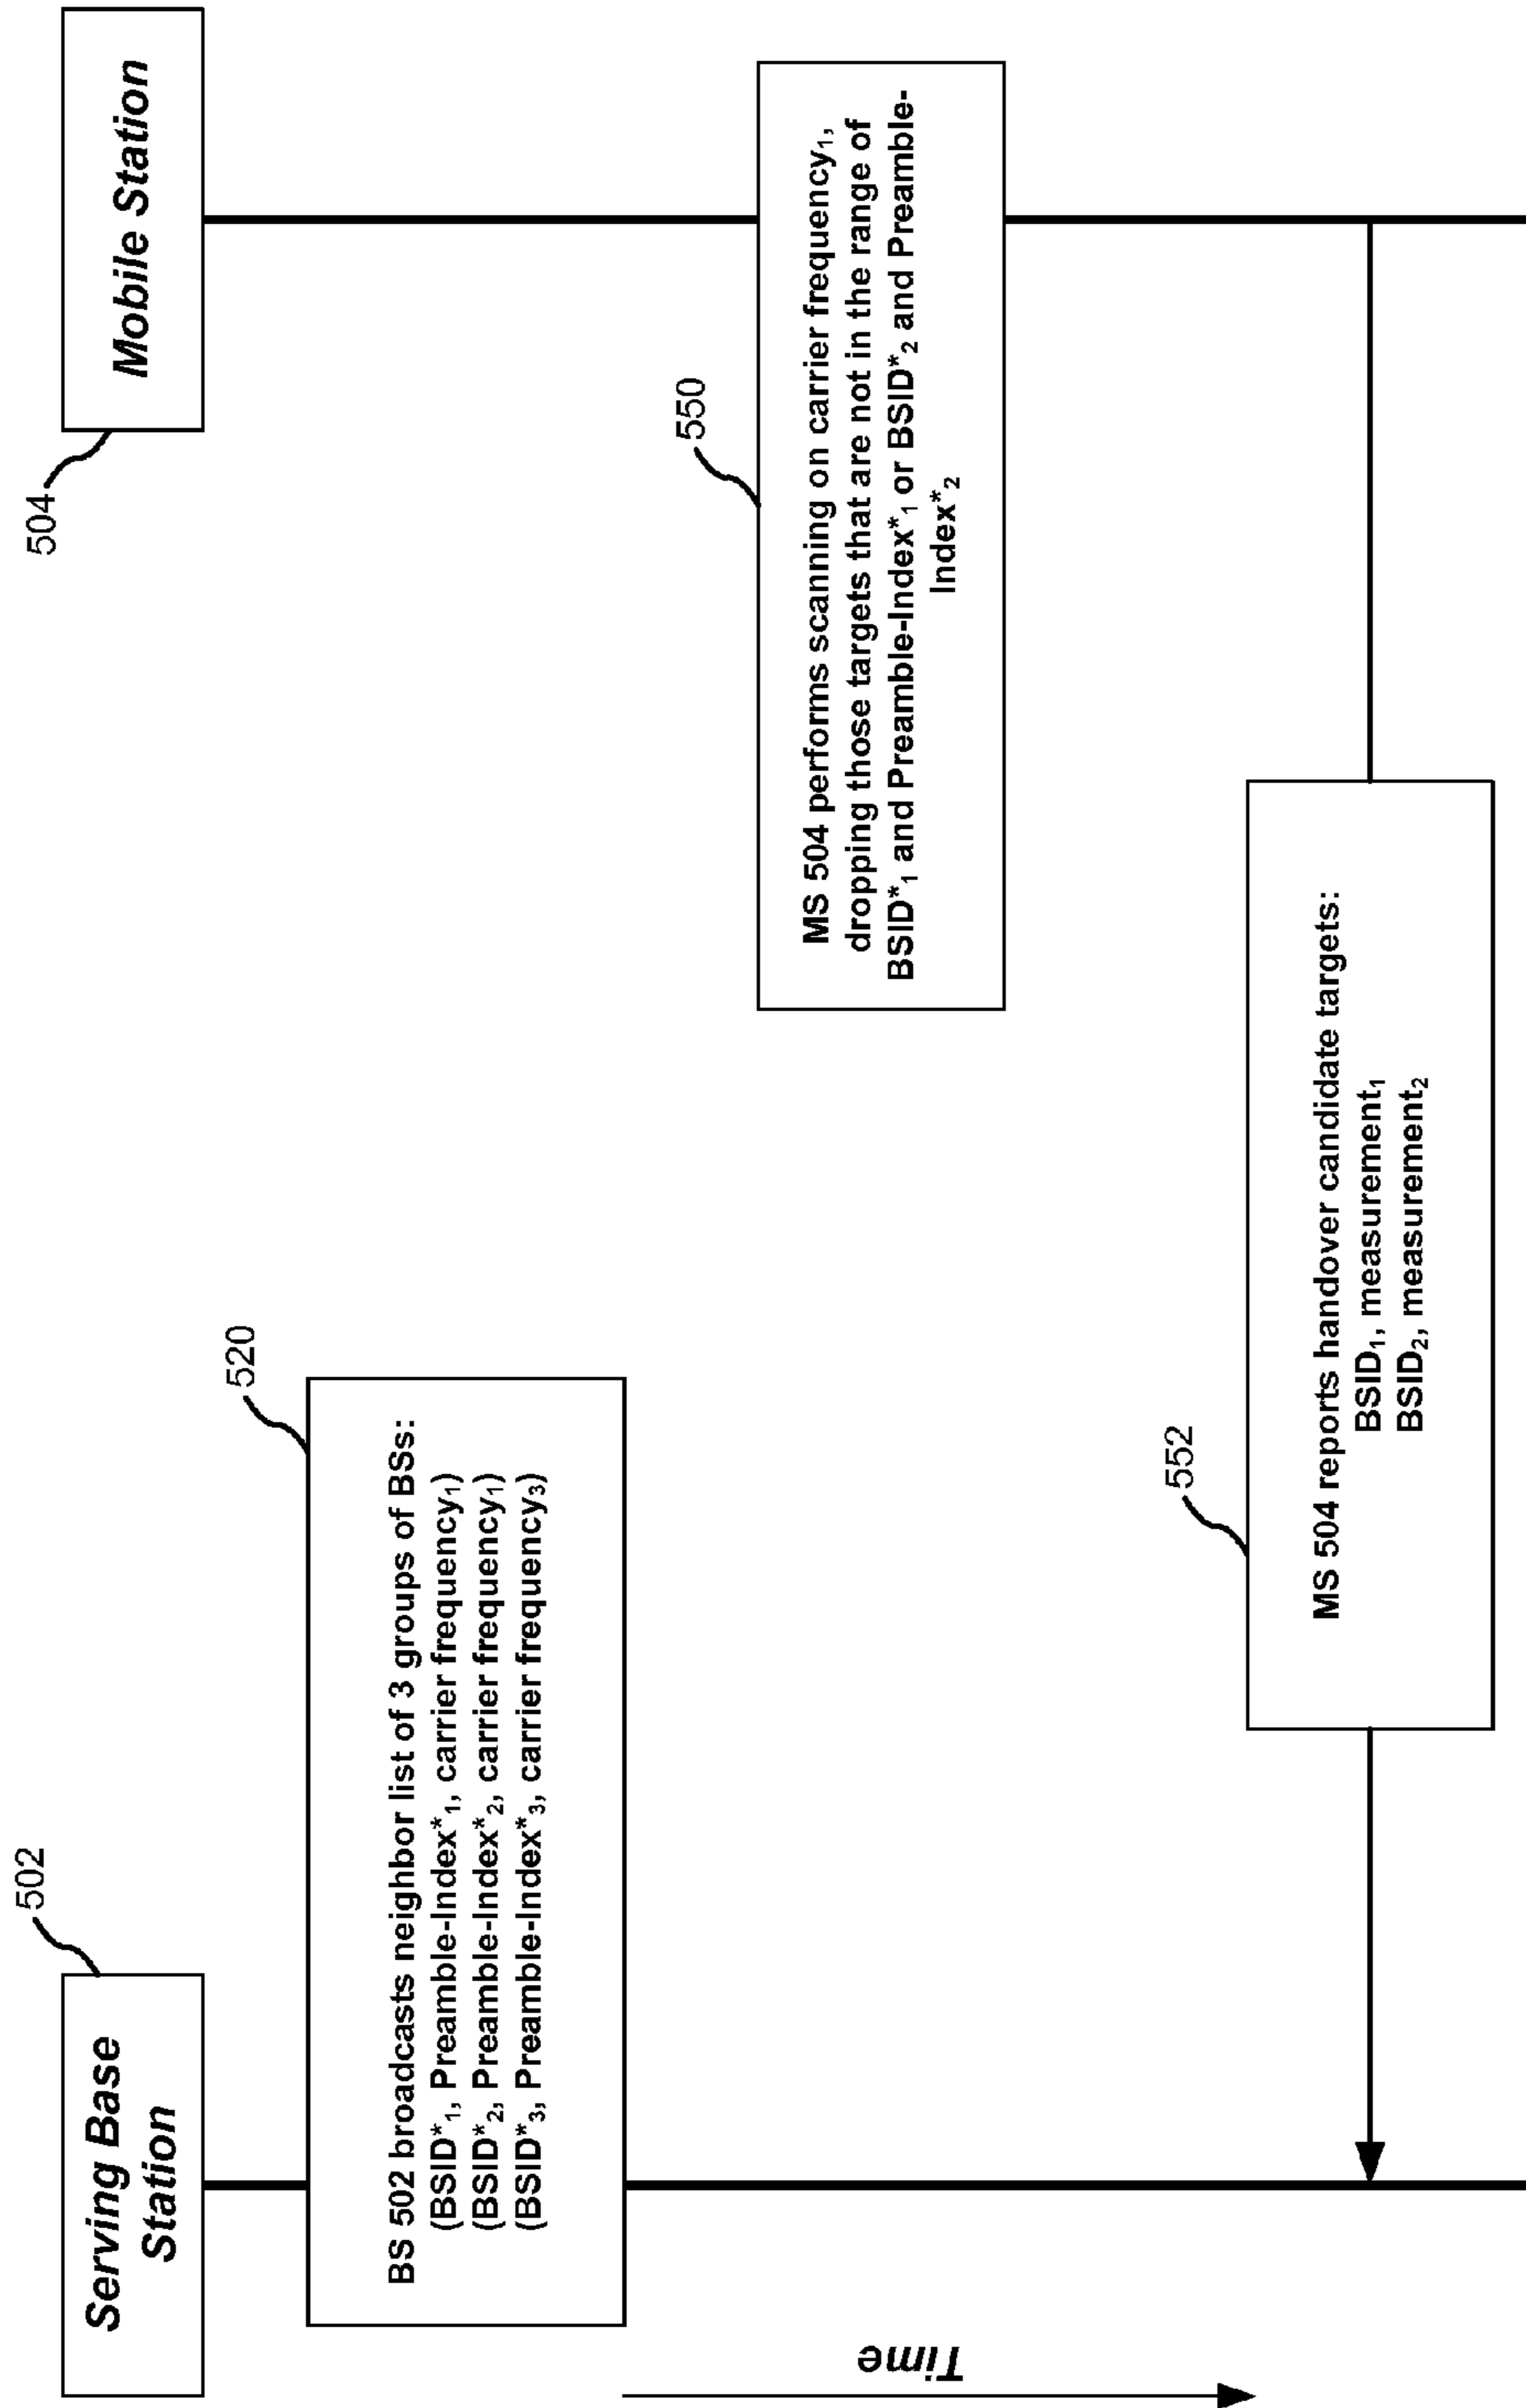 502
Serving Base
Station
504
Mobile Station
520
BS 502 broadcasts neighbor list of 3 groups of BSs:
(BSID*₁, Preamble-Index*₁, carrier frequency₁)
(BSID*₂, Preamble-Index*₂, carrier frequency₁)
(BSID*₃, Preamble-Index*₃, carrier frequency₃)
550
MS 504 performs scanning on carrier frequency₁,
dropping those targets that are not in the range of
BSID*₁ and Preamble-Index*₁ or BSID*₂ and Preamble-
Index*₂
Time
552
MS 504 reports handover candidate targets:
BSID₁, measurement₁
BSID₂, measurement₂